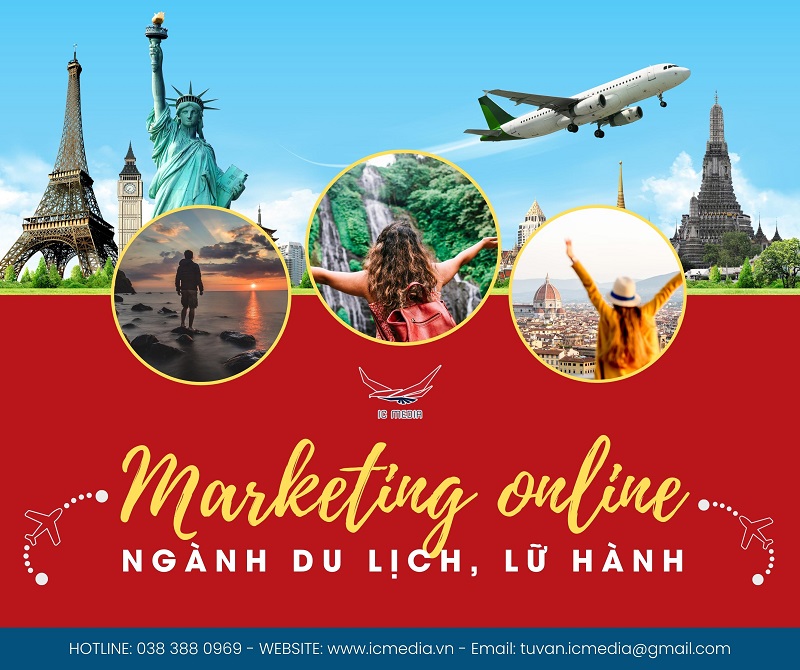 IC MEDIA
Marketing online
NGÀNH DU LỊCH, LỮ HÀNH
HOTLINE: 038 388 0969 - WEBSITE: www.icmedia.vn - Email: tuvan.icmedia@gmail.com